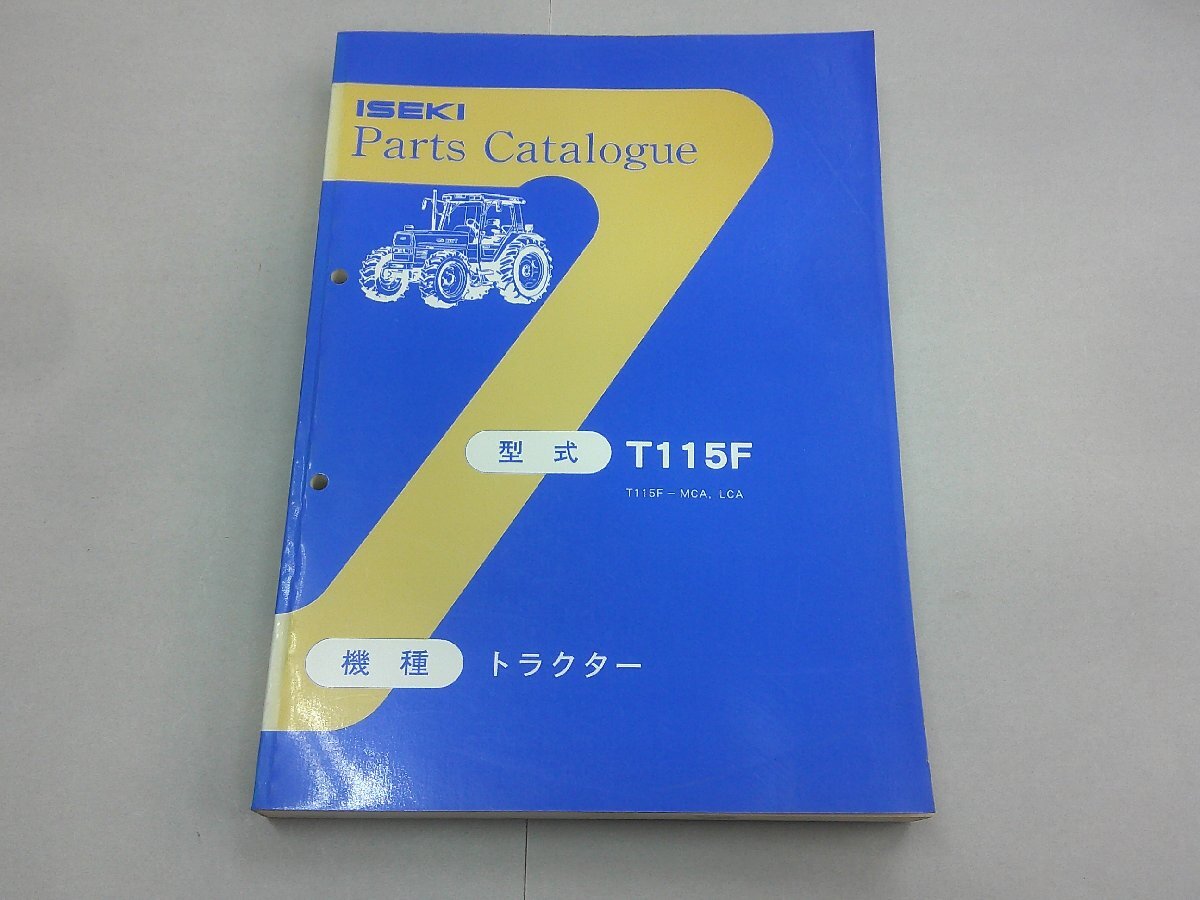 ISEKI
Parts Catalogue
型式 T115F
T115F－MCA, LCA
機種 トラクター